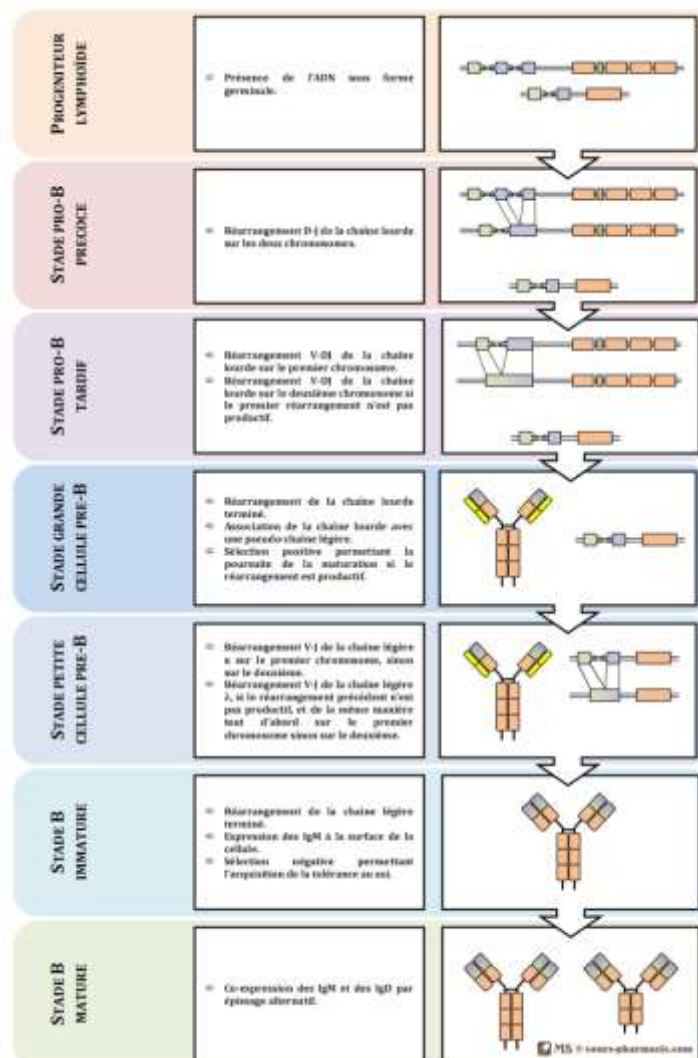 PROGENITEUR
LYMPHOÏDE
Présence de l'ADN sous forme
germinale.
STADE PRO-B
PRECOCE
Réarrangement D-J de la chaîne lourde
sur les deux chromosomes.
STADE PRO-B
TARDIF
Réarrangement V-DJ de la chaîne
lourde sur le premier chromosome.
Réarrangement V-DJ de la chaîne
lourde sur le deuxième chromosome si
le premier réarrangement n'est pas
productif.
STADE GRANDE
CELLULE PRE-B
Réarrangement de la chaîne lourde
terminé.
Association de la chaîne lourde avec
une pseudo-chaîne légère.
Sélection positive permettant la
poursuite de la maturation si le
réarrangement est productif.
STADE PETITE
CELLULE PRE-B
Réarrangement V-J de la chaîne légère
κ sur le premier chromosome, sinon
sur le deuxième.
Réarrangement V-J de la chaîne légère
λ, si le réarrangement précédent n'est
pas productif, et de la même manière
tout d'abord sur le premier
chromosome sinon sur le deuxième.
STADE B
IMMATURE
Réarrangement de la chaîne légère
terminé.
Expression des IgM à la surface de la
cellule.
Sélection négative permettant
l'acquisition de la tolérance au soi.
STADE B
MATURE
Co-expression des IgM et des IgD par
épissage alternatif.
MS © cours-pharmacie.com